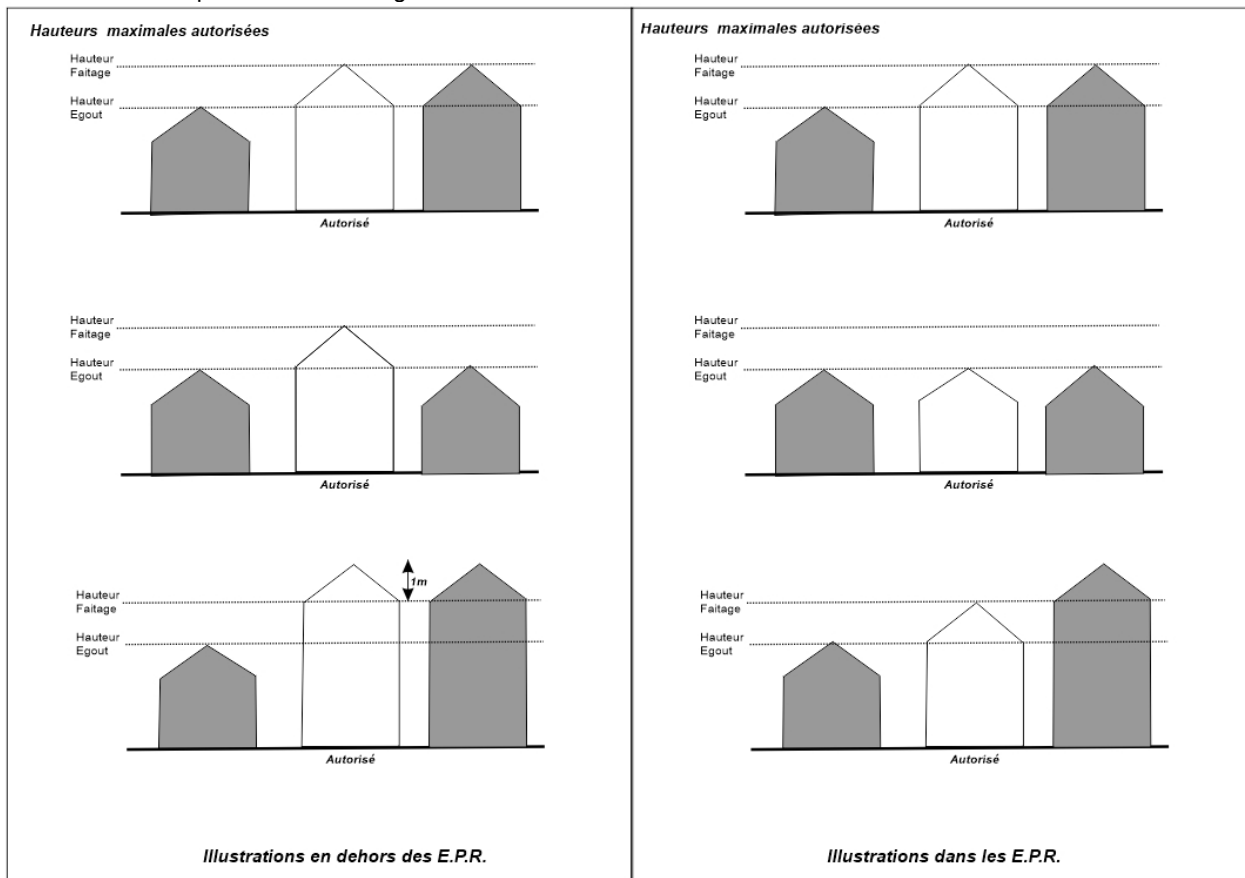 Hauteurs maximales autorisées
Hauteur
Faitage
Hauteur
Egout
Autorisé
Hauteur
Faitage
Hauteur
Egout
Autorisé
1m
Hauteur
Faitage
Hauteur
Egout
Autorisé
Illustrations en dehors des E.P.R.
Hauteurs maximales autorisées
Hauteur
Faitage
Hauteur
Egout
Autorisé
Hauteur
Faitage
Hauteur
Egout
Autorisé
Hauteur
Faitage
Hauteur
Egout
Autorisé
Illustrations dans les E.P.R.